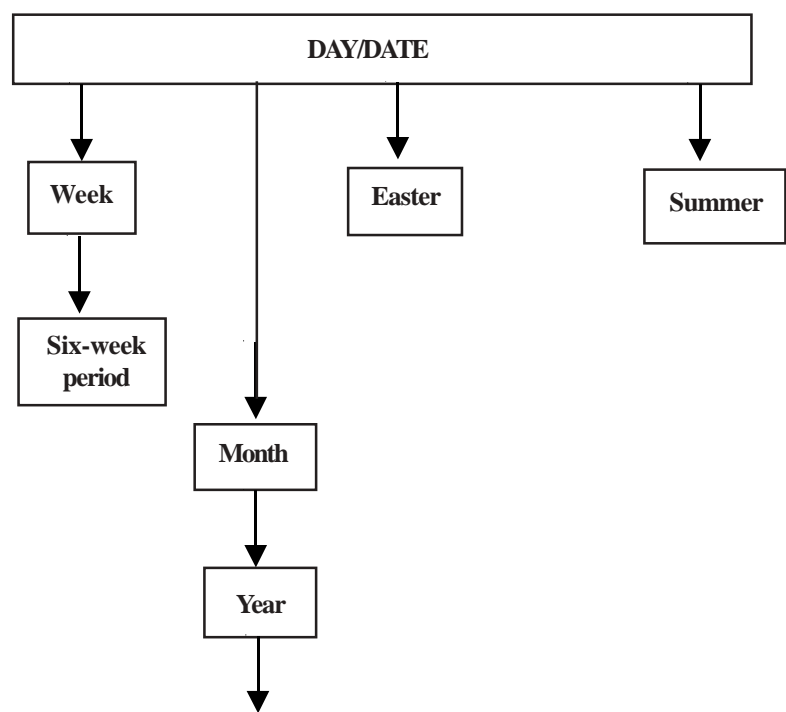 DAY/DATE
Week
Easter
Summer
Six-week
period
Month
Year